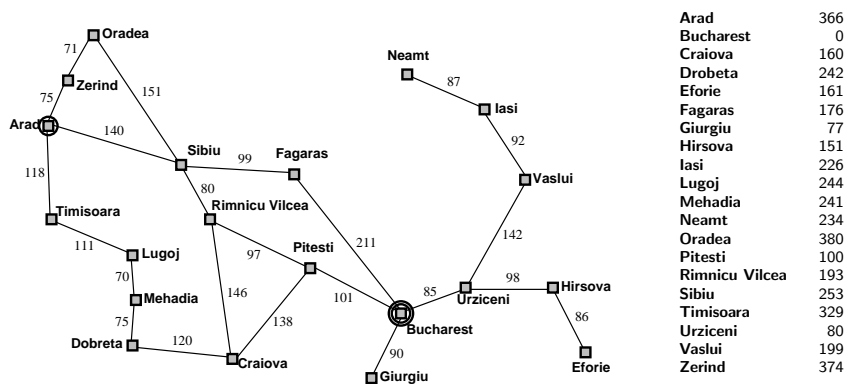 Oradea
71
Neamt
Zerind
87
75
151
Iasi
Arad
140
92
Sibiu
Fagaras
99
118
Vaslui
80
Timisoara
Rimnicu Vilcea
142
211
111
Lugoj
Pitesti
97
70
98
Hirsova
146
85
Mehadia
101
Urziceni
75
138
86
Bucharest
Dobreta
120
90
Craiova
Eforie
Giurgiu
Arad 366
Bucharest 0
Craiova 160
Drobeta 242
Eforie 161
Fagaras 176
Giurgiu 77
Hirsova 151
Iasi 226
Lugoj 244
Mehadia 241
Neamt 234
Oradea 380
Pitesti 100
Rimnicu Vilcea 193
Sibiu 253
Timisoara 329
Urziceni 80
Vaslui 199
Zerind 374